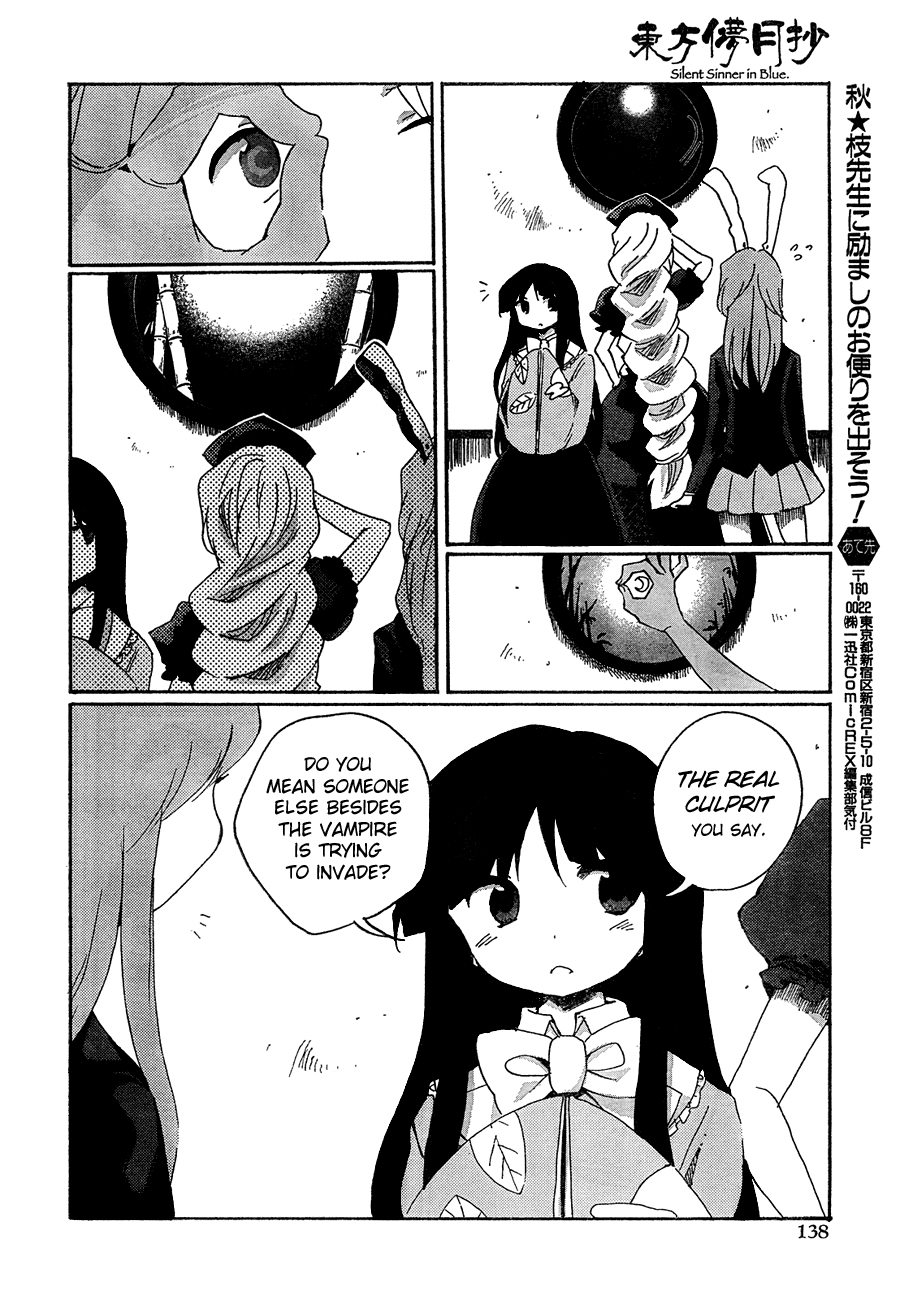 東方儚月抄
Silent Sinner in Blue.
秋★枝先生に励ましのお便りを出そう！
あて先
〒160-0022 東京都新宿区新宿2-5-10 成信ビル8F
㈱一迅社ComicREX編集部気付
THE REAL
CULPRIT
YOU SAY.
DO YOU
MEAN SOMEONE
ELSE BESIDES
THE VAMPIRE
IS TRYING
TO INVADE?
138